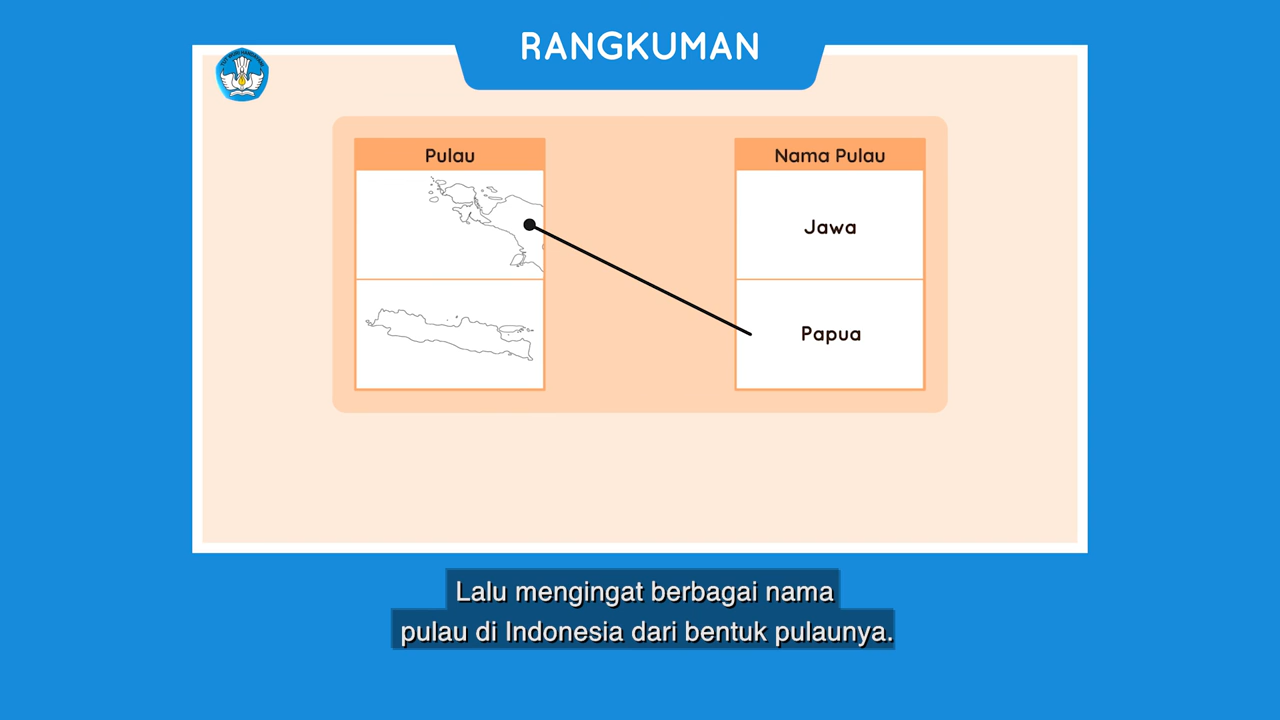 RANGKUMAN
Pulau
Nama Pulau
Jawa
Papua
Lalu mengingat berbagai nama
pulau di Indonesia dari bentuk pulaunya.